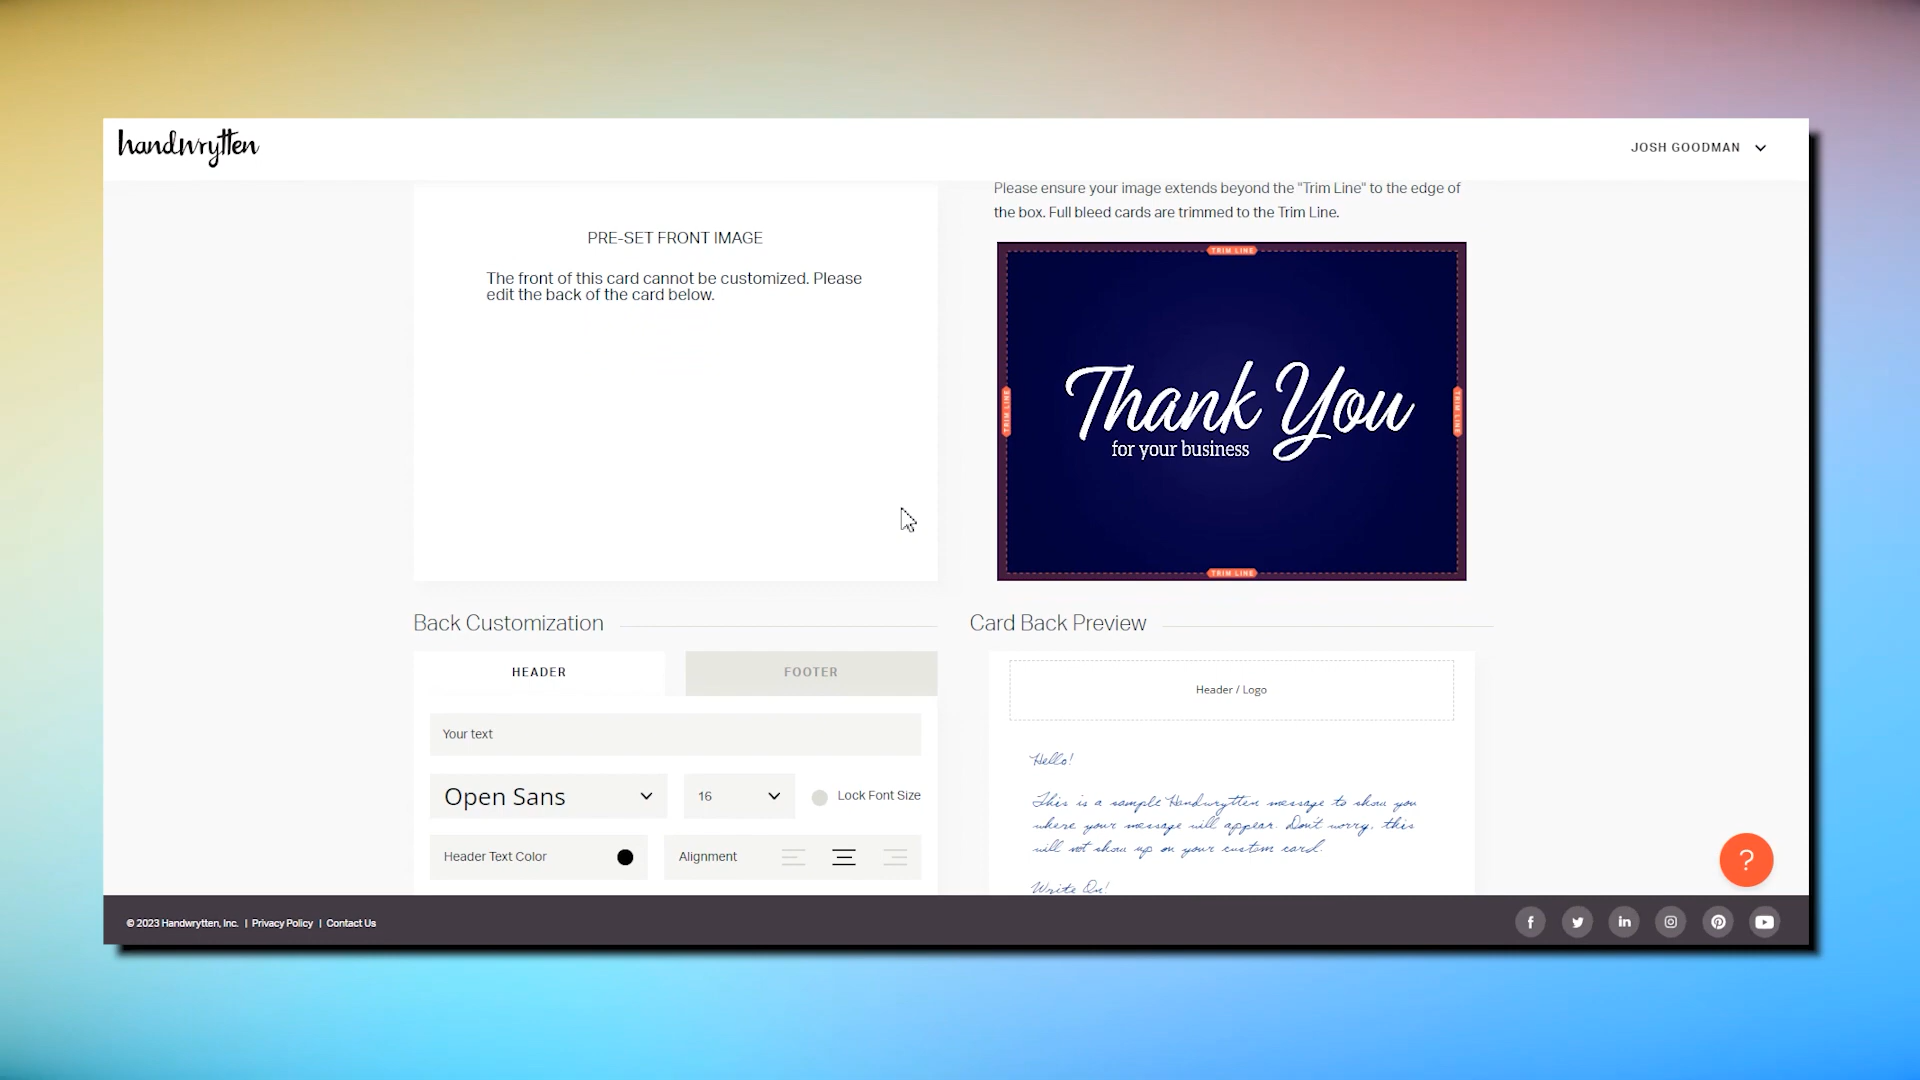 handwrytten
JOSH GOODMAN
Please ensure your image extends beyond the "Trim Line" to the edge of
the box. Full bleed cards are trimmed to the Trim Line.
PRE-SET FRONT IMAGE
The front of this card cannot be customized. Please
edit the back of the card below.
TRIM LINE
TRIM LINE
TRIM LINE
Thank You
for your business
TRIM LINE
Back Customization
Card Back Preview
HEADER
FOOTER
Header / Logo
Your text
Hello!
Open Sans
16
Lock Font Size
This is a sample Handwrytten message to show you
where your message will appear. Don't worry, this
will not show up on your custom card.
Header Text Color
Alignment
Write On!
?
© 2023 Handwrytten, Inc. | Privacy Policy | Contact Us